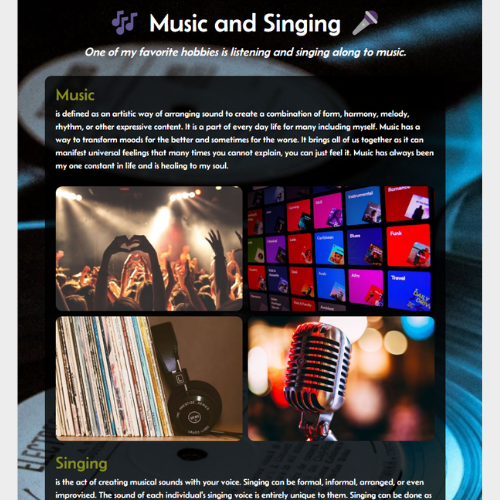 Music and Singing
One of my favorite hobbies is listening and singing along to music.
Music
is defined as an artistic way of arranging sound to create a combination of form, harmony, melody,
rhythm, or other expressive content. It is a part of every day life for many including myself. Music has a
way to transform moods for the better and sometimes for the worse. It brings all of us together as it can
manifest universal feelings that many times you cannot explain, you can just feel it. Music has always been
my one constant in life and is healing to my soul.
Instrumental
Romance
R&B
Caribbean
Blues
Funk
Soul
Afro
Travel
DAILY
DRIVE
Singing
is the act of creating musical sounds with your voice. Singing can be formal, informal, arranged, or even
improvised. The sound of each individual's singing voice is entirely unique to them. Singing can be done as